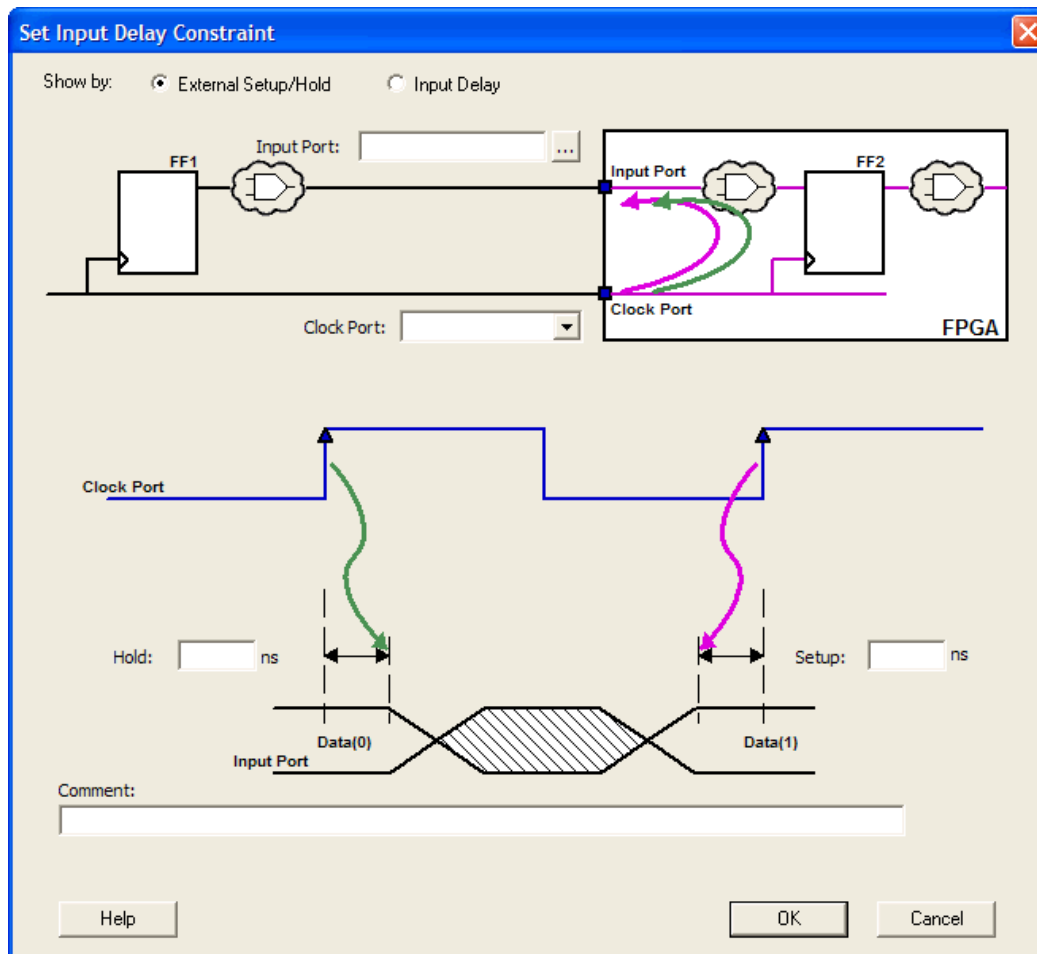 Set Input Delay Constraint
Show by: External Setup/Hold Input Delay
Input Port: ...
FF1
Input Port
FF2
Clock Port
Clock Port:
FPGA
Clock Port
Hold: ns
Setup: ns
Data(0)
Data(1)
Input Port
Comment:
Help OK Cancel